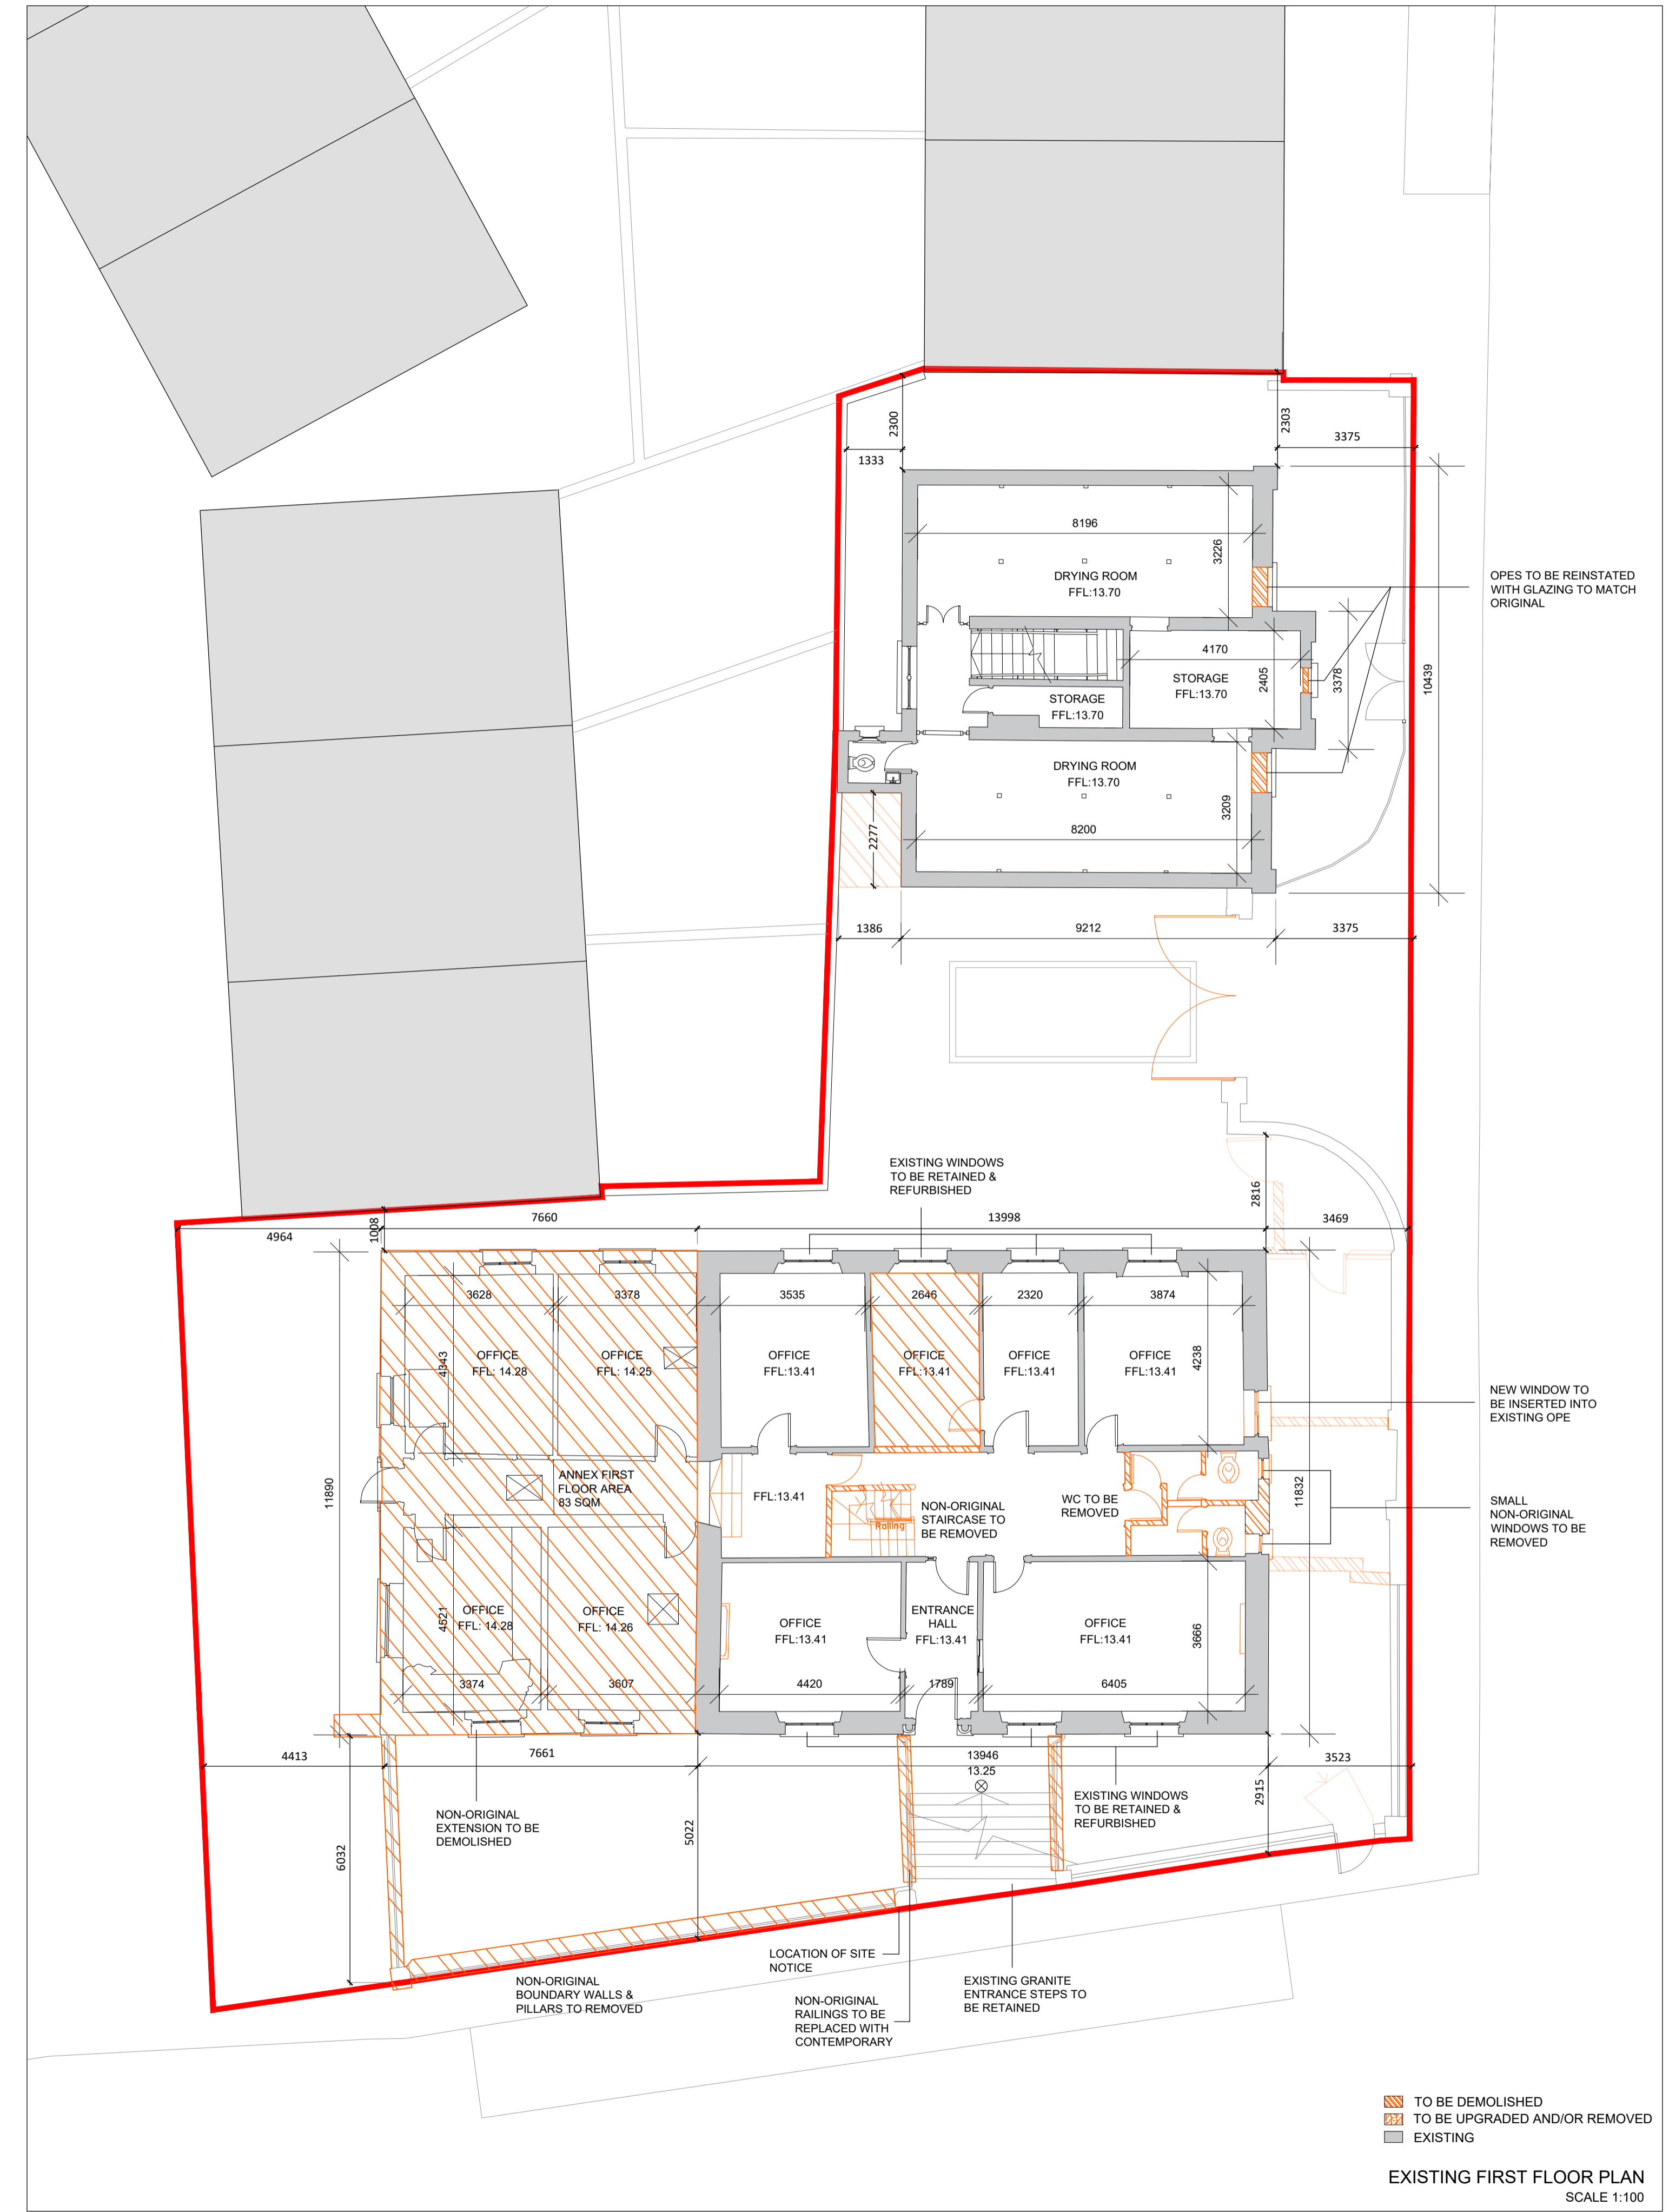 2300
2303
3375
1333
8196
3226
DRYING ROOM
FFL:13.70
OPES TO BE REINSTATED
WITH GLAZING TO MATCH
ORIGINAL
4170
STORAGE
FFL:13.70
2405
3378
10439
STORAGE
FFL:13.70
DRYING ROOM
FFL:13.70
3209
2277
8200
1386
9212
3375
EXISTING WINDOWS
TO BE RETAINED &
REFURBISHED
2816
4964
1008
7660
13998
3469
3628
3378
3535
2646
2320
3874
4343
OFFICE
FFL: 14.28
OFFICE
FFL: 14.25
OFFICE
FFL:13.41
OFFICE
FFL:13.41
OFFICE
FFL:13.41
OFFICE
FFL:13.41
4238
NEW WINDOW TO
BE INSERTED INTO
EXISTING OPE
11890
ANNEX FIRST
FLOOR AREA
83 SQM
FFL:13.41
Railing
NON-ORIGINAL
STAIRCASE TO
BE REMOVED
WC TO BE
REMOVED
11832
SMALL
NON-ORIGINAL
WINDOWS TO BE
REMOVED
4521
OFFICE
FFL: 14.28
OFFICE
FFL: 14.26
OFFICE
FFL:13.41
ENTRANCE
HALL
FFL:13.41
OFFICE
FFL:13.41
3666
3374
3607
4420
1789
6405
4413
7661
13946
13.25
3523
2915
NON-ORIGINAL
EXTENSION TO BE
DEMOLISHED
EXISTING WINDOWS
TO BE RETAINED &
REFURBISHED
6032
5022
LOCATION OF SITE
NOTICE
NON-ORIGINAL
BOUNDARY WALLS &
PILLARS TO REMOVED
NON-ORIGINAL
RAILINGS TO BE
REPLACED WITH
CONTEMPORARY
EXISTING GRANITE
ENTRANCE STEPS TO
BE RETAINED
TO BE DEMOLISHED
TO BE UPGRADED AND/OR REMOVED
EXISTING
EXISTING FIRST FLOOR PLAN
SCALE 1:100